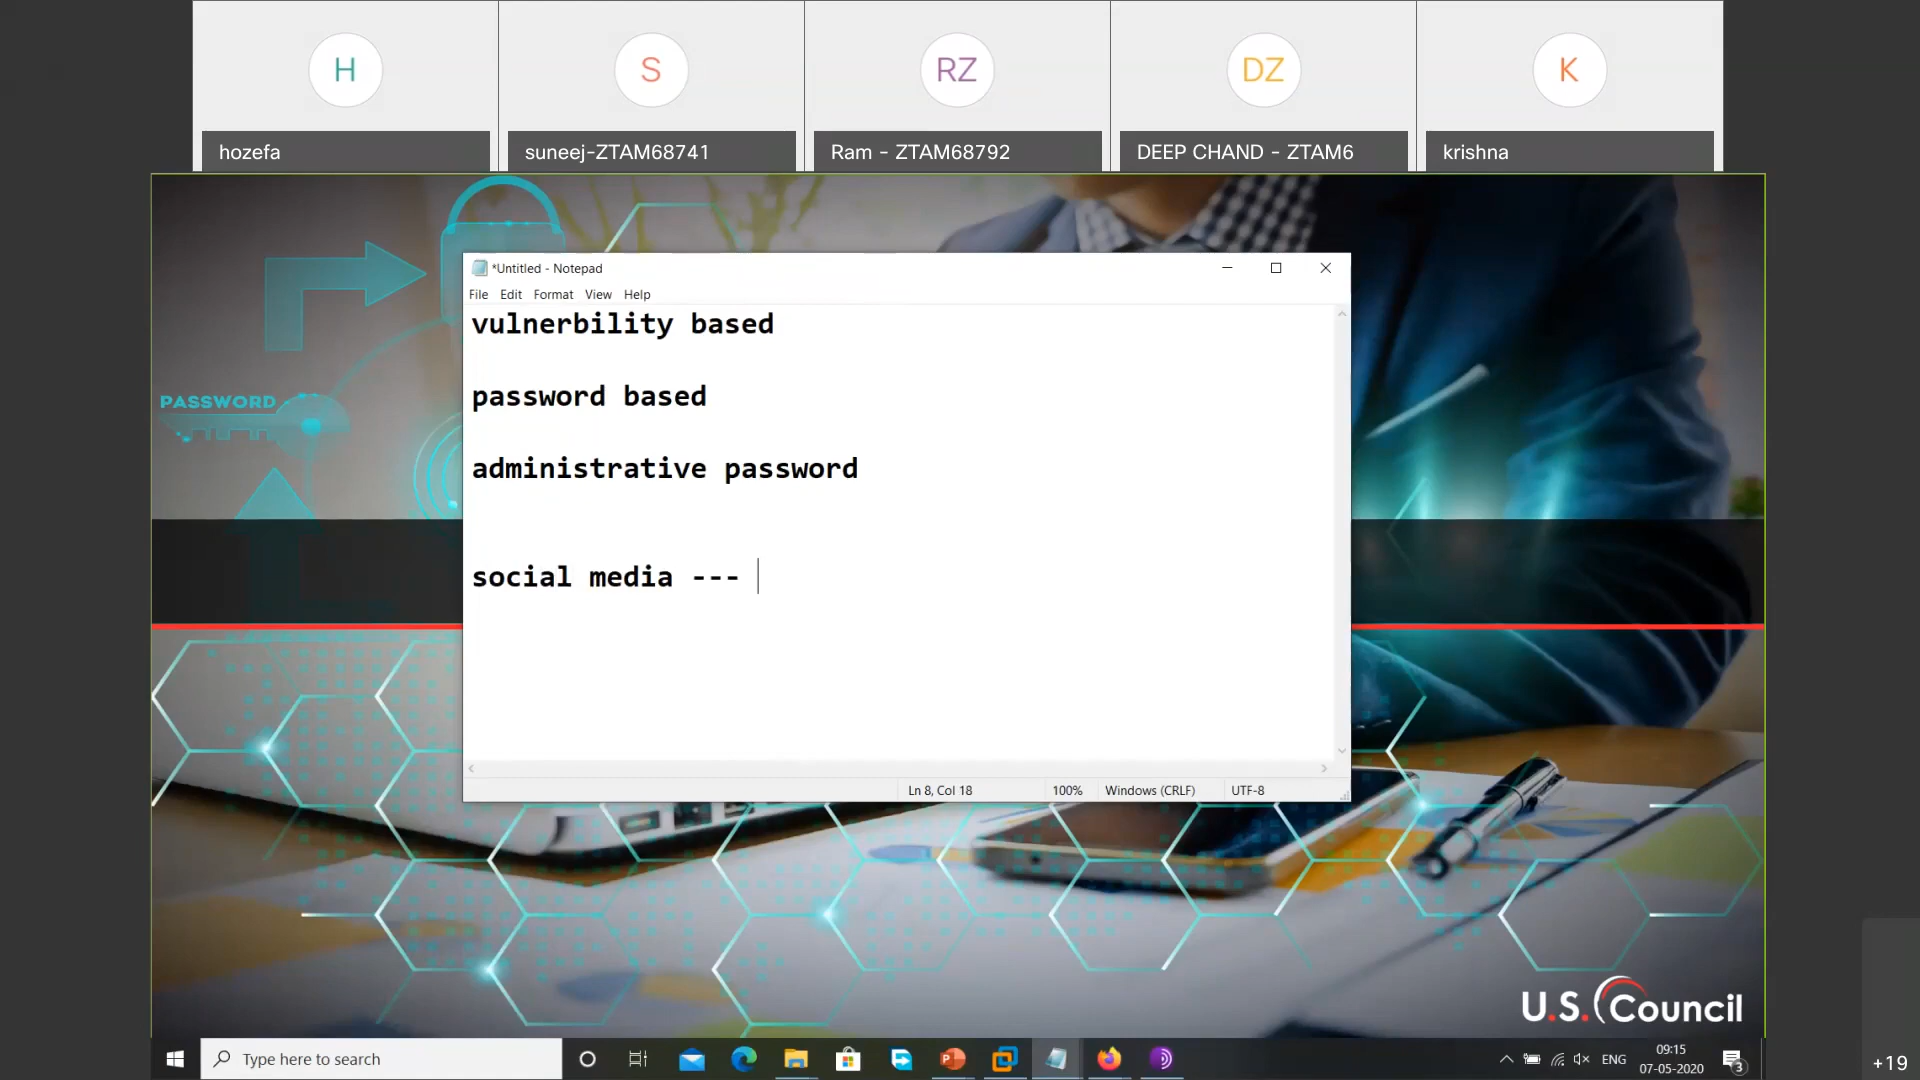 H
S
RZ
DZ
K
hozefa
suneej-ZTAM68741
Ram - ZTAM68792
DEEP CHAND - ZTAM6
krishna
PASSWORD
*Untitled - Notepad
File Edit Format View Help
vulnerbility based
password based
administrative password
social media ---
Ln 8, Col 18
100%
Windows (CRLF)
UTF-8
U.S. Council
Type here to search
ENG
09:15
07-05-2020
3
+19